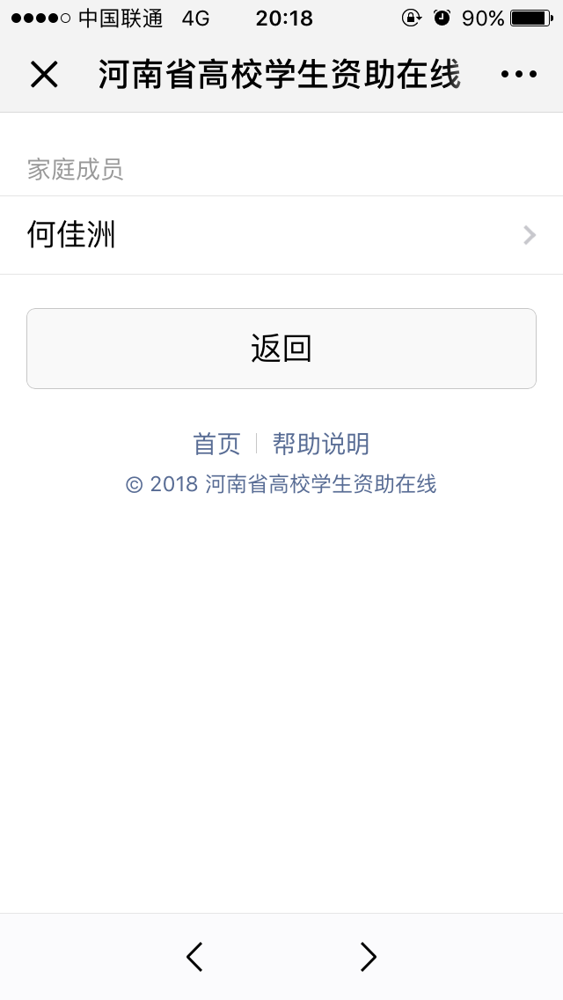 中国联通 4G 20:18 90%
河南省高校学生资助在线
家庭成员
何佳洲
返回
首页 帮助说明
© 2018 河南省高校学生资助在线